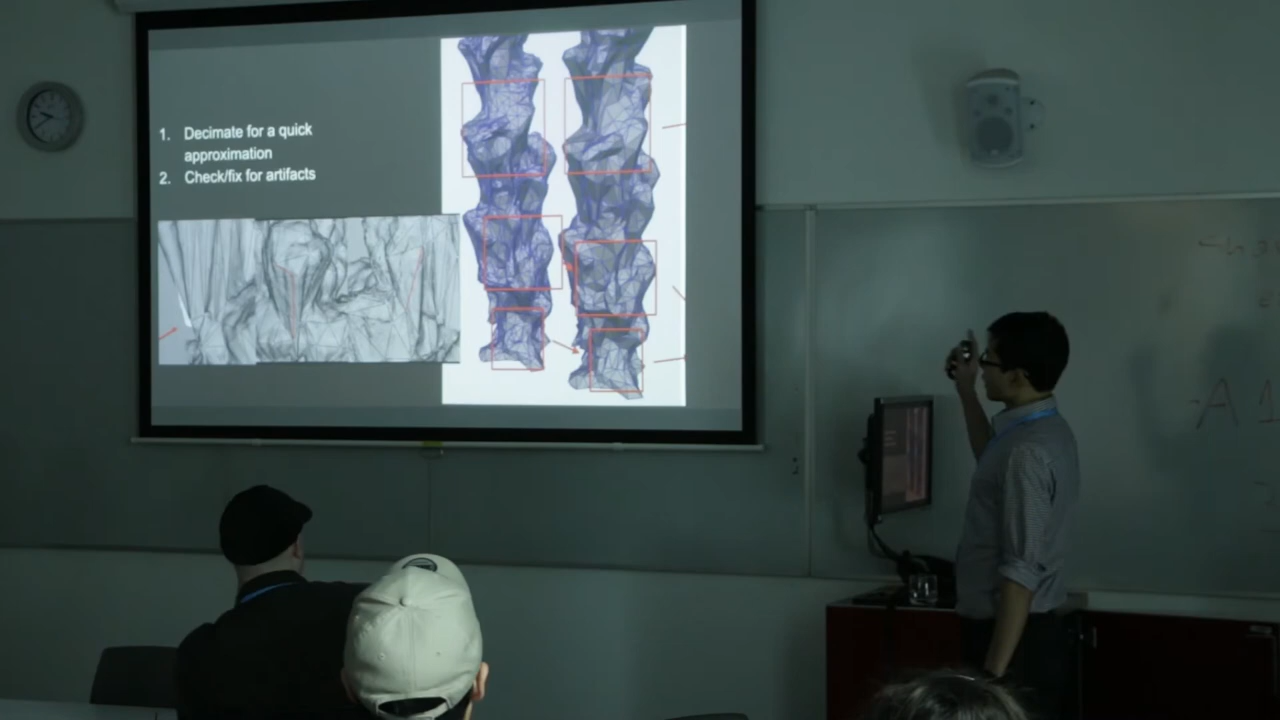 1. Decimate for a quick
approximation
2. Check/fix for artifacts